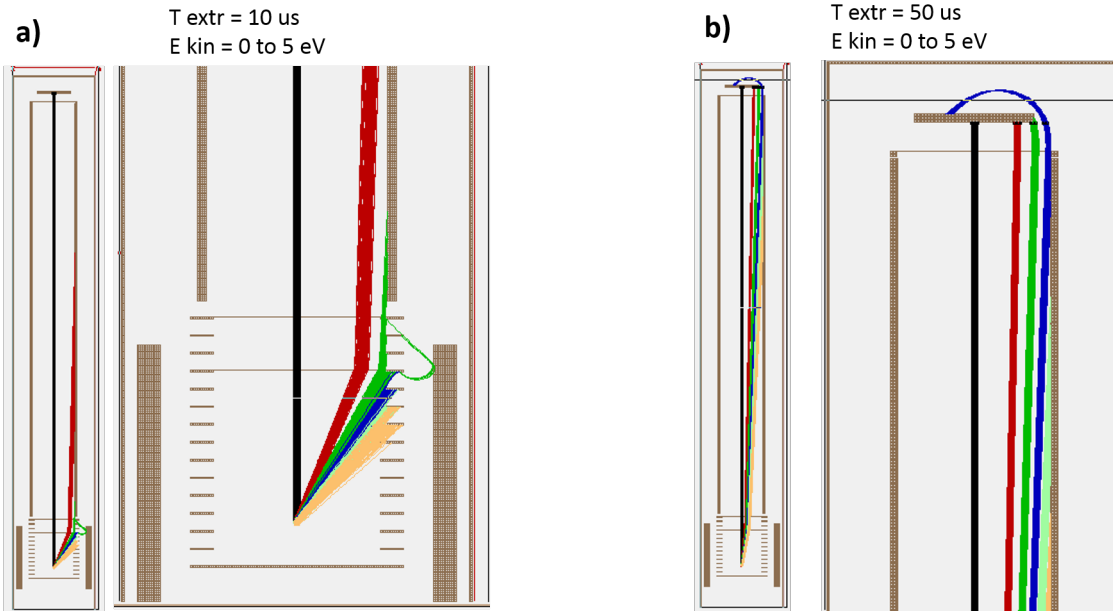 a)
T extr = 10 us
E kin = 0 to 5 eV
b)
T extr = 50 us
E kin = 0 to 5 eV